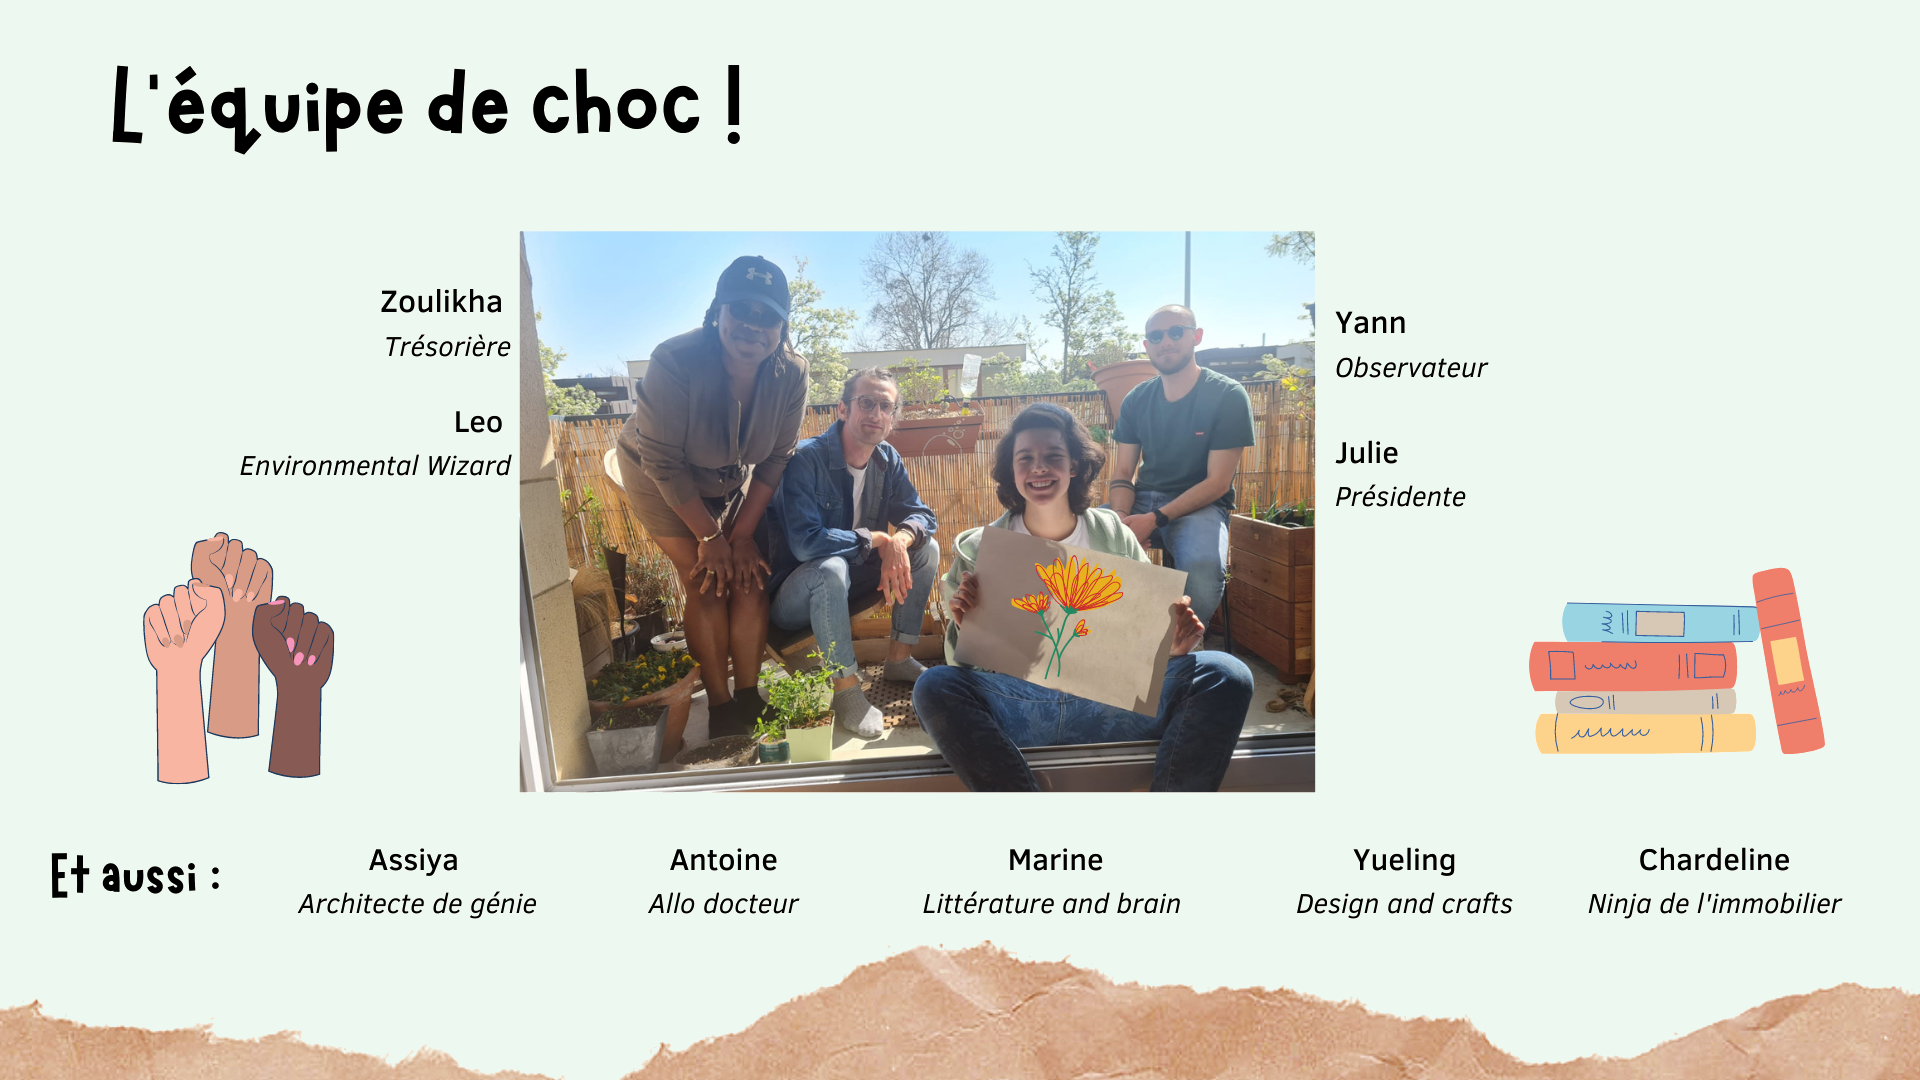 L'équipe de choc !
Zoulikha
Trésorière
Leo
Environmental Wizard
Yann
Observateur
Julie
Présidente
Et aussi :
Assiya
Architecte de génie
Antoine
Allo docteur
Marine
Littérature and brain
Yueling
Design and crafts
Chardeline
Ninja de l'immobilier